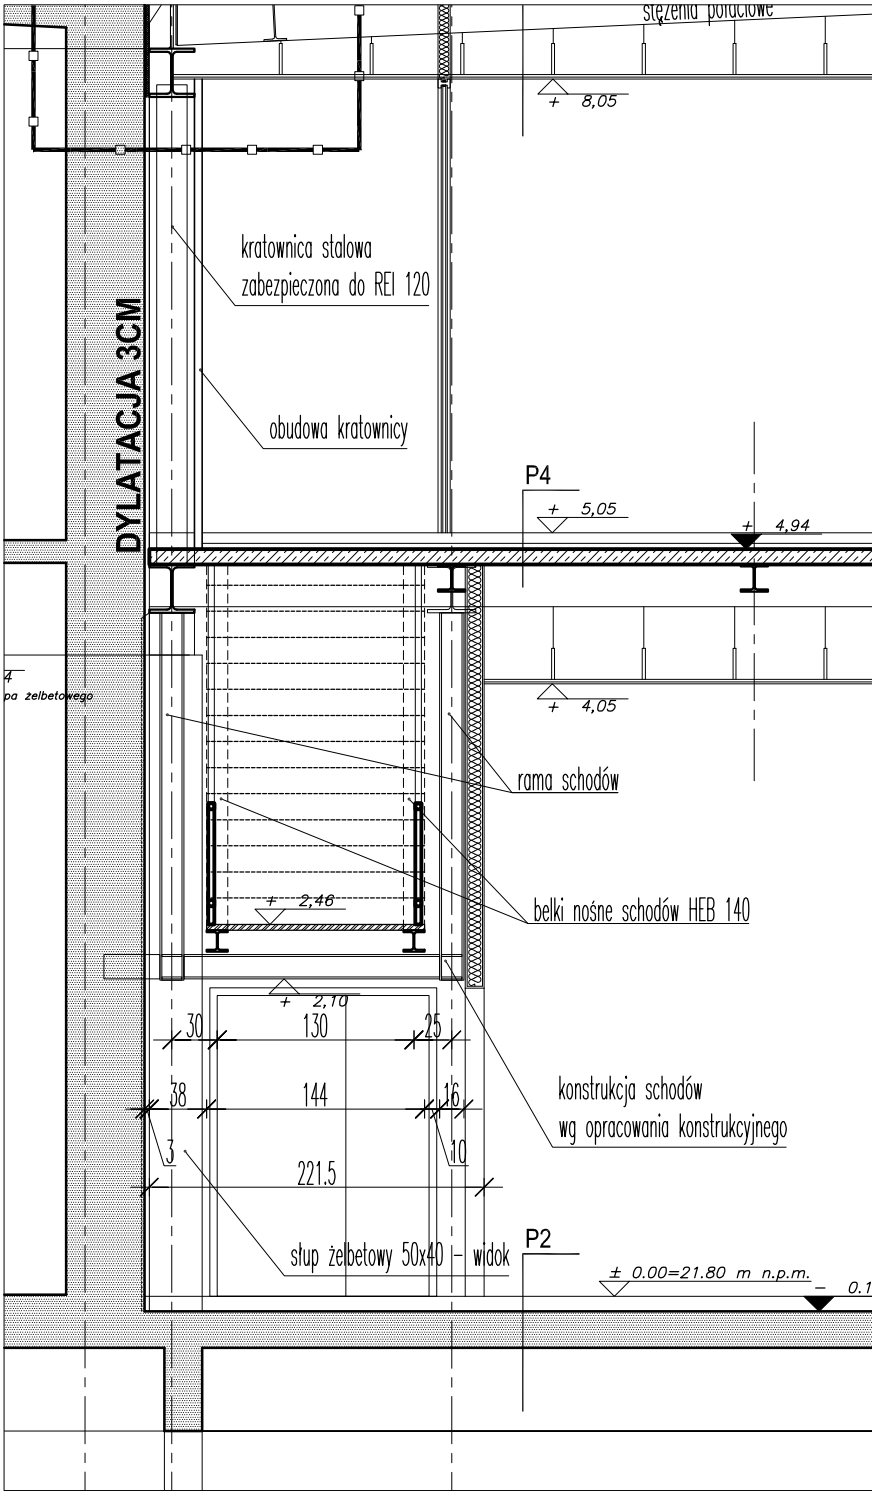 stężenia połaciowe
+ 8,05
kratownica stalowa
zabezpieczona do REI 120
DYLATACJA 3CM
obudowa kratownicy
P4
+ 5,05
+ 4,94
4
pa żelbetowego
+ 4,05
rama schodów
+ 2,46
belki nośne schodów HEB 140
+ 2,10
30 130 25
38 144 16
konstrukcja schodów
wg opracowania konstrukcyjnego
3 10
221.5
słup żelbetowy 50x40 - widok
P2
± 0.00=21.80 m n.p.m.
- 0.1